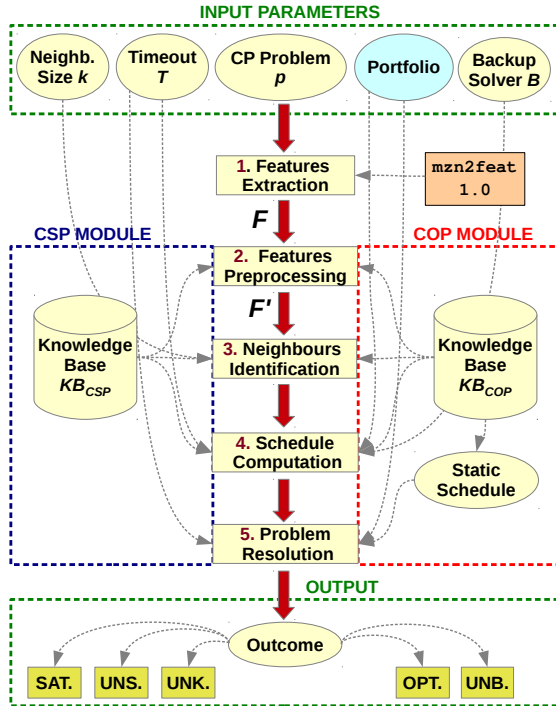 INPUT PARAMETERS
Neighb.
Size k
Timeout
T
CP Problem
p
Portfolio
Backup
Solver B
1. Features
Extraction
mzn2feat
1.0
F
CSP MODULE
COP MODULE
2. Features
Preprocessing
F'
Knowledge
Base
KB_CSP
3. Neighbours
Identification
Knowledge
Base
KB_COP
4. Schedule
Computation
Static
Schedule
5. Problem
Resolution
OUTPUT
Outcome
SAT.
UNS.
UNK.
OPT.
UNB.